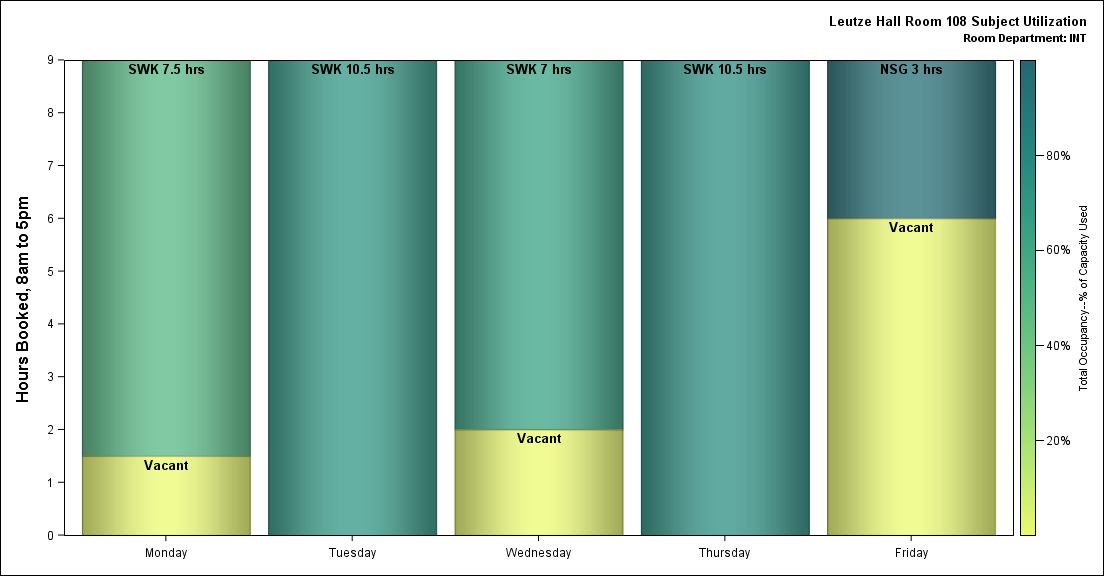 Leutze Hall Room 108 Subject Utilization
Room Department: INT
Hours Booked, 8am to 5pm
9
8
7
6
5
4
3
2
1
0
SWK 7.5 hrs
Vacant
SWK 10.5 hrs
SWK 7 hrs
Vacant
SWK 10.5 hrs
NSG 3 hrs
Vacant
Monday
Tuesday
Wednesday
Thursday
Friday
80%
60%
40%
20%
Total Occupancy--% of Capacity Used